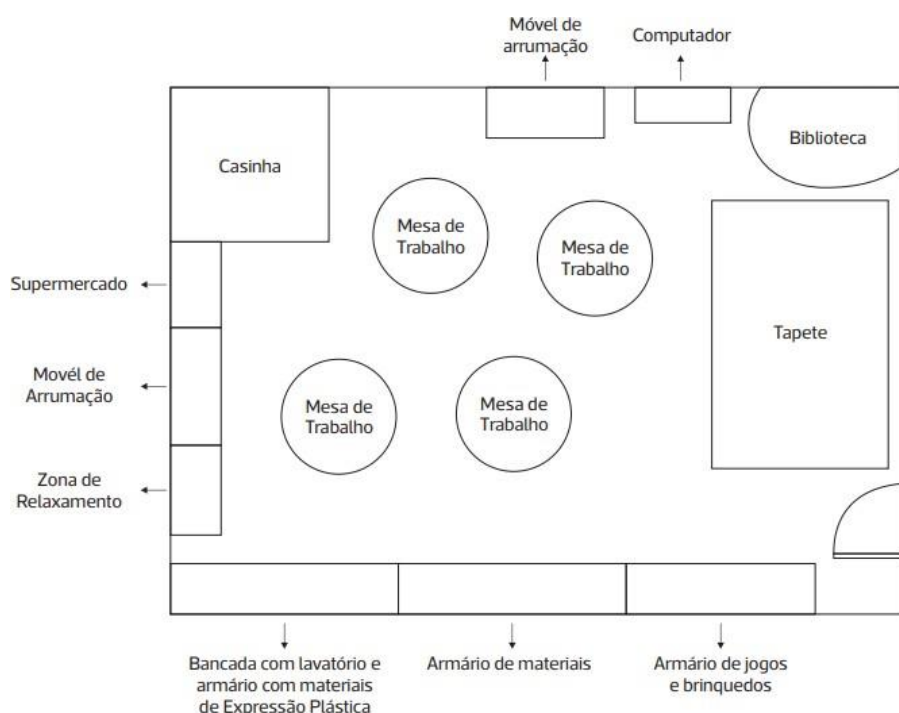 Móvel de
arrumação
Computador
Biblioteca
Casinha
Mesa de
Trabalho
Mesa de
Trabalho
Supermercado
Tapete
Movél de
Arrumação
Mesa de
Trabalho
Mesa de
Trabalho
Zona de
Relaxamento
Bancada com lavatório e
armário com materiais
de Expressão Plástica
Armário de materiais
Armário de jogos
e brinquedos